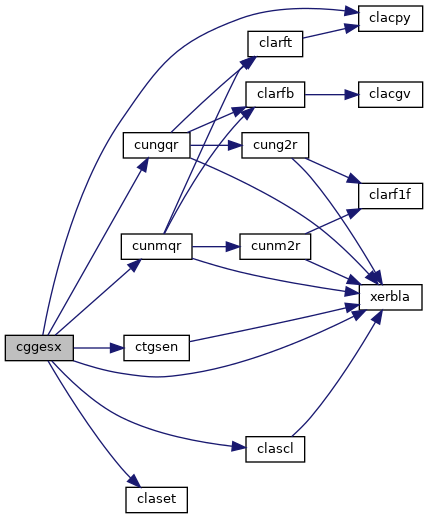 clacpy
clarft
clarfb
clacgv
cungqr
cung2r
clarf1f
cunmqr
cunm2r
xerbla
cggesx
ctgsen
clascl
claset